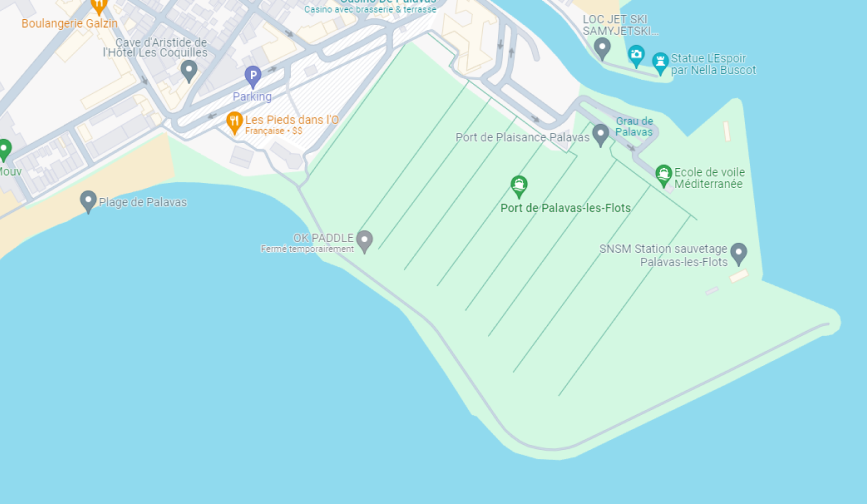 Casino De Palavas
Casino avec brasserie & terrasse
Boulangerie Galzin
LOC JET SKI
SAMYJETSKI...
Cave d'Aristide de
l'Hôtel Les Coquilles
Statue LEspoir
par Nella Buscot
P
Parking
Les Pieds dans l'O
Française • $$
Grau de
Palavas
Port de Plaisance Palavas
Mouv
Ecole de voile
Méditerranée
Plage de Palavas
Port de Palavas-les-Flots
OK PADDLE
Fermé temporairement
SNSM Station sauvetage
Palavas-les-Flots